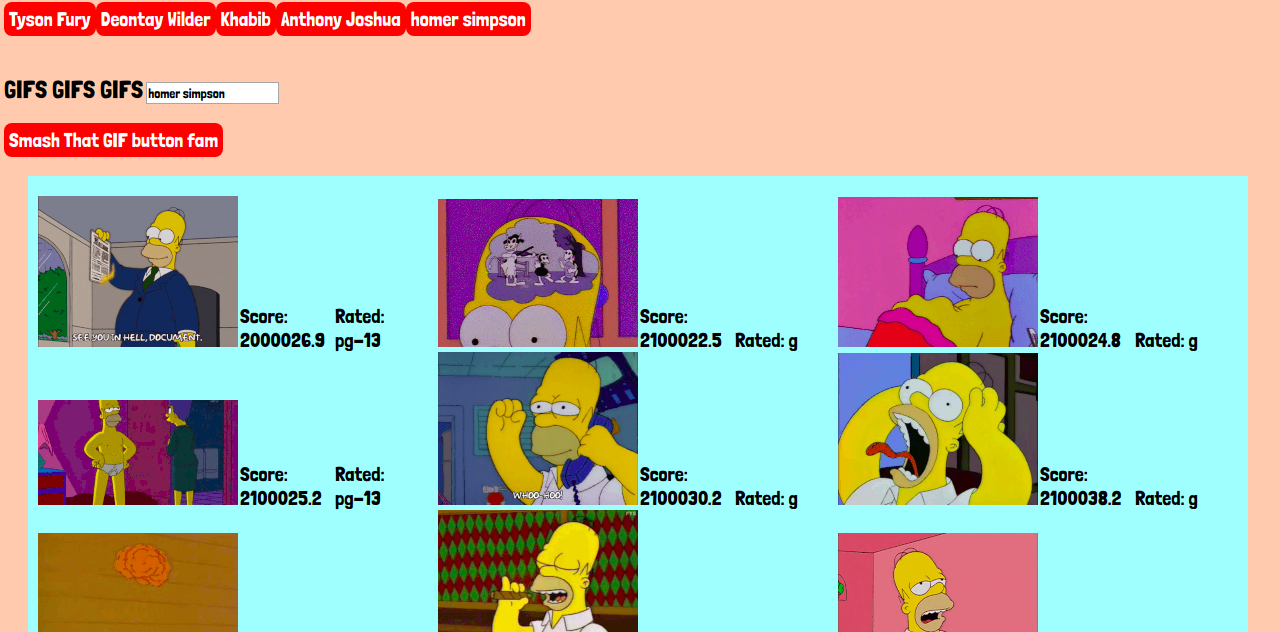 Tyson Fury Deontay Wilder Khabib Anthony Joshua homer simpson
GIFS GIFS GIFS homer simpson
Smash That GIF button fam
SEE YOU IN HELL, DOCUMENT.
Score: Rated:
2000026.9 pg-13
Score:
2100022.5 Rated: g
Score:
2100024.8 Rated: g
Score: Rated:
2100025.2 pg-13
WHOO-HOO!
Score:
2100030.2 Rated: g
Score:
2100038.2 Rated: g